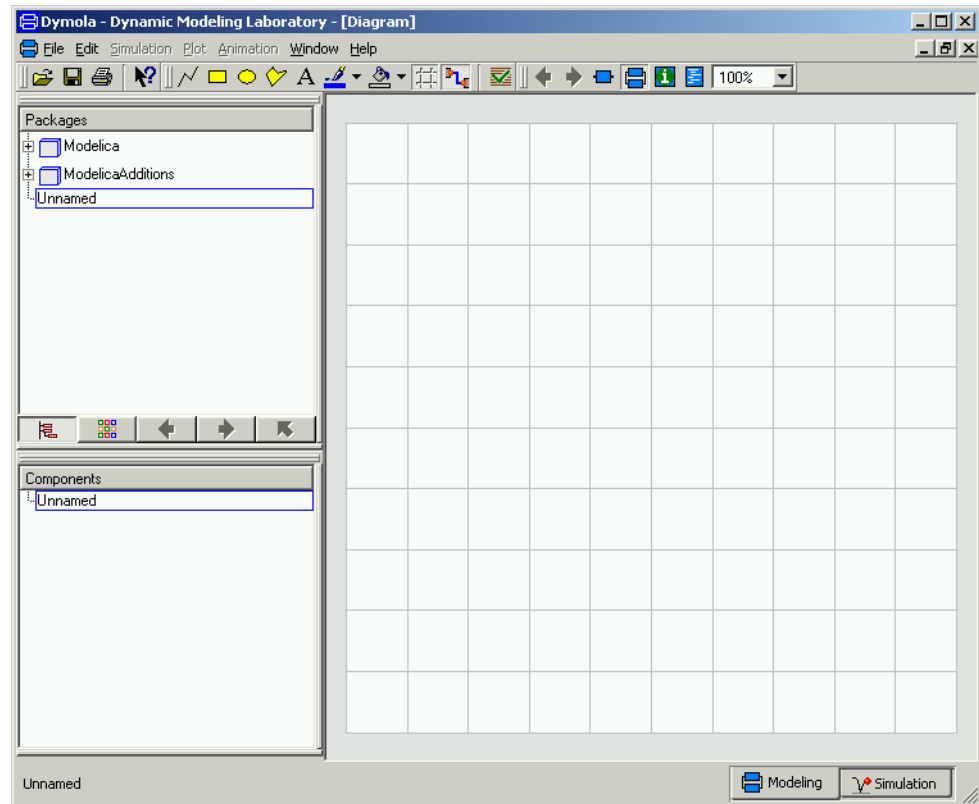 Dymola - Dynamic Modeling Laboratory - [Diagram]
File Edit Simulation Plot Animation Window Help
A 100%
Packages
Modelica
ModelicaAdditions
Unnamed
Components
Unnamed
Unnamed
Modeling Simulation